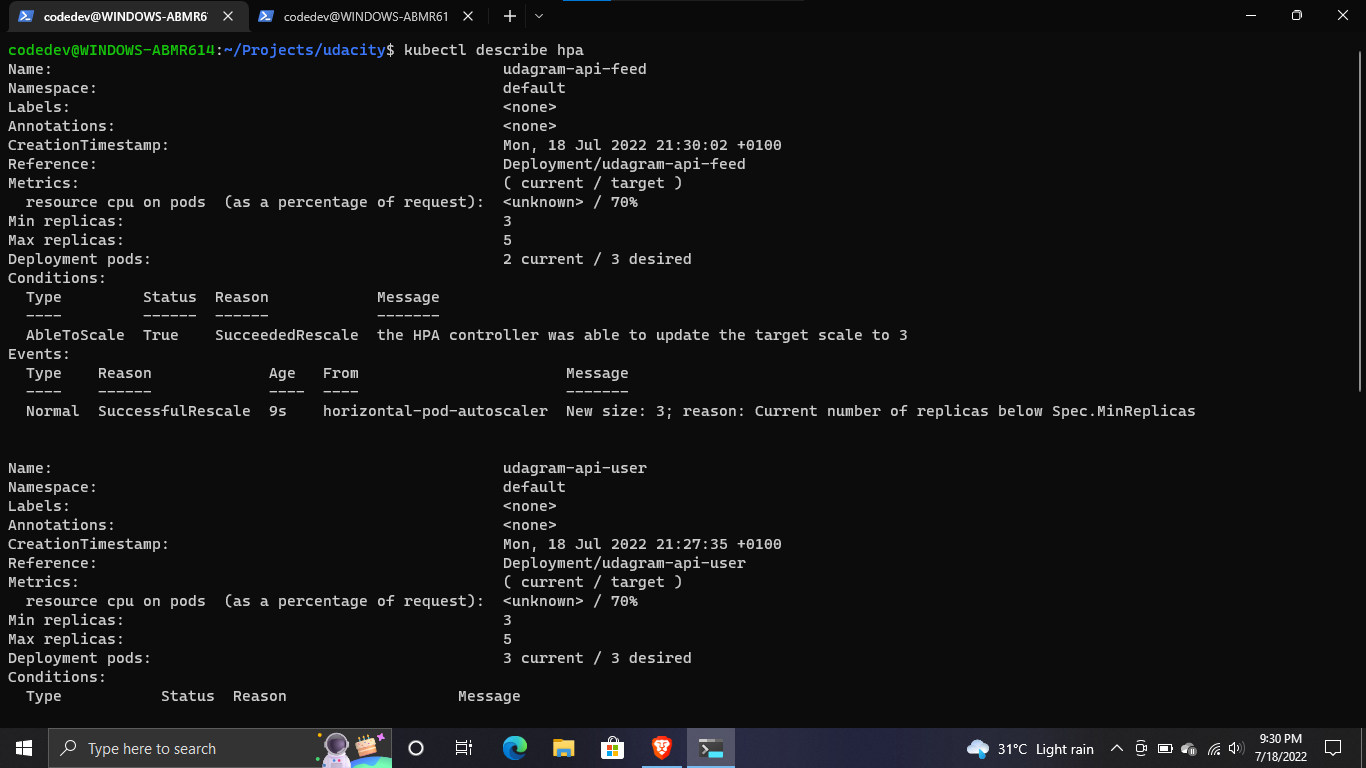 codedev@WINDOWS-ABMR6
codedev@WINDOWS-ABMR61
codedev@WINDOWS-ABMR614:~/Projects/udacity$ kubectl describe hpa
Name: udagram-api-feed
Namespace: default
Labels: <none>
Annotations: <none>
CreationTimestamp: Mon, 18 Jul 2022 21:30:02 +0100
Reference: Deployment/udagram-api-feed
Metrics: ( current / target )
resource cpu on pods (as a percentage of request): <unknown> / 70%
Min replicas: 3
Max replicas: 5
Deployment pods: 2 current / 3 desired
Conditions:
Type Status Reason Message
---- ------ ------ -------
AbleToScale True SucceededRescale the HPA controller was able to update the target scale to 3
Events:
Type Reason Age From Message
---- ------ ---- ---- -------
Normal SuccessfulRescale 9s horizontal-pod-autoscaler New size: 3; reason: Current number of replicas below Spec.MinReplicas
Name: udagram-api-user
Namespace: default
Labels: <none>
Annotations: <none>
CreationTimestamp: Mon, 18 Jul 2022 21:27:35 +0100
Reference: Deployment/udagram-api-user
Metrics: ( current / target )
resource cpu on pods (as a percentage of request): <unknown> / 70%
Min replicas: 3
Max replicas: 5
Deployment pods: 3 current / 3 desired
Conditions:
Type Status Reason Message
Type here to search
31°C Light rain
9:30 PM
7/18/2022